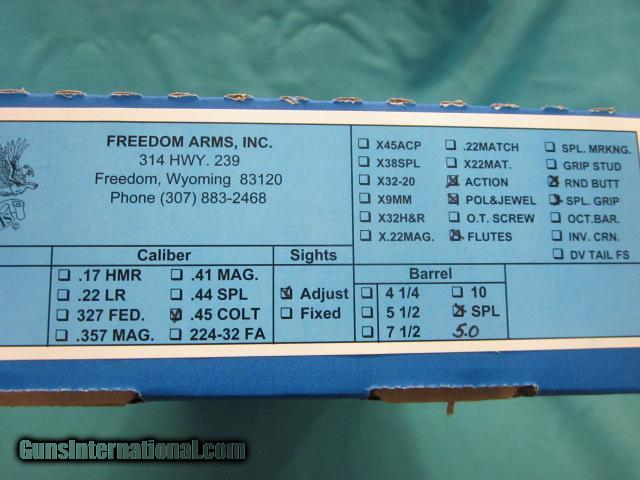 FREEDOM ARMS, INC.
314 HWY. 239
Freedom, Wyoming 83120
Phone (307) 883-2468
X45ACP
X38SPL
X32-20
X9MM
X32H&R
X.22MAG.
.22MATCH
X22MAT.
ACTION
POL&JEWEL
O.T. SCREW
FLUTES
SPL. MRKNG.
GRIP STUD
RND BUTT
SPL. GRIP
OCT.BAR.
INV. CRN.
DV TAIL FS
Caliber
.17 HMR
.22 LR
327 FED.
.357 MAG.
.41 MAG.
.44 SPL
.45 COLT
224-32 FA
Sights
Adjust
Fixed
Barrel
4 1/4
5 1/2
7 1/2
10
SPL
5.0
GunsInternational.com